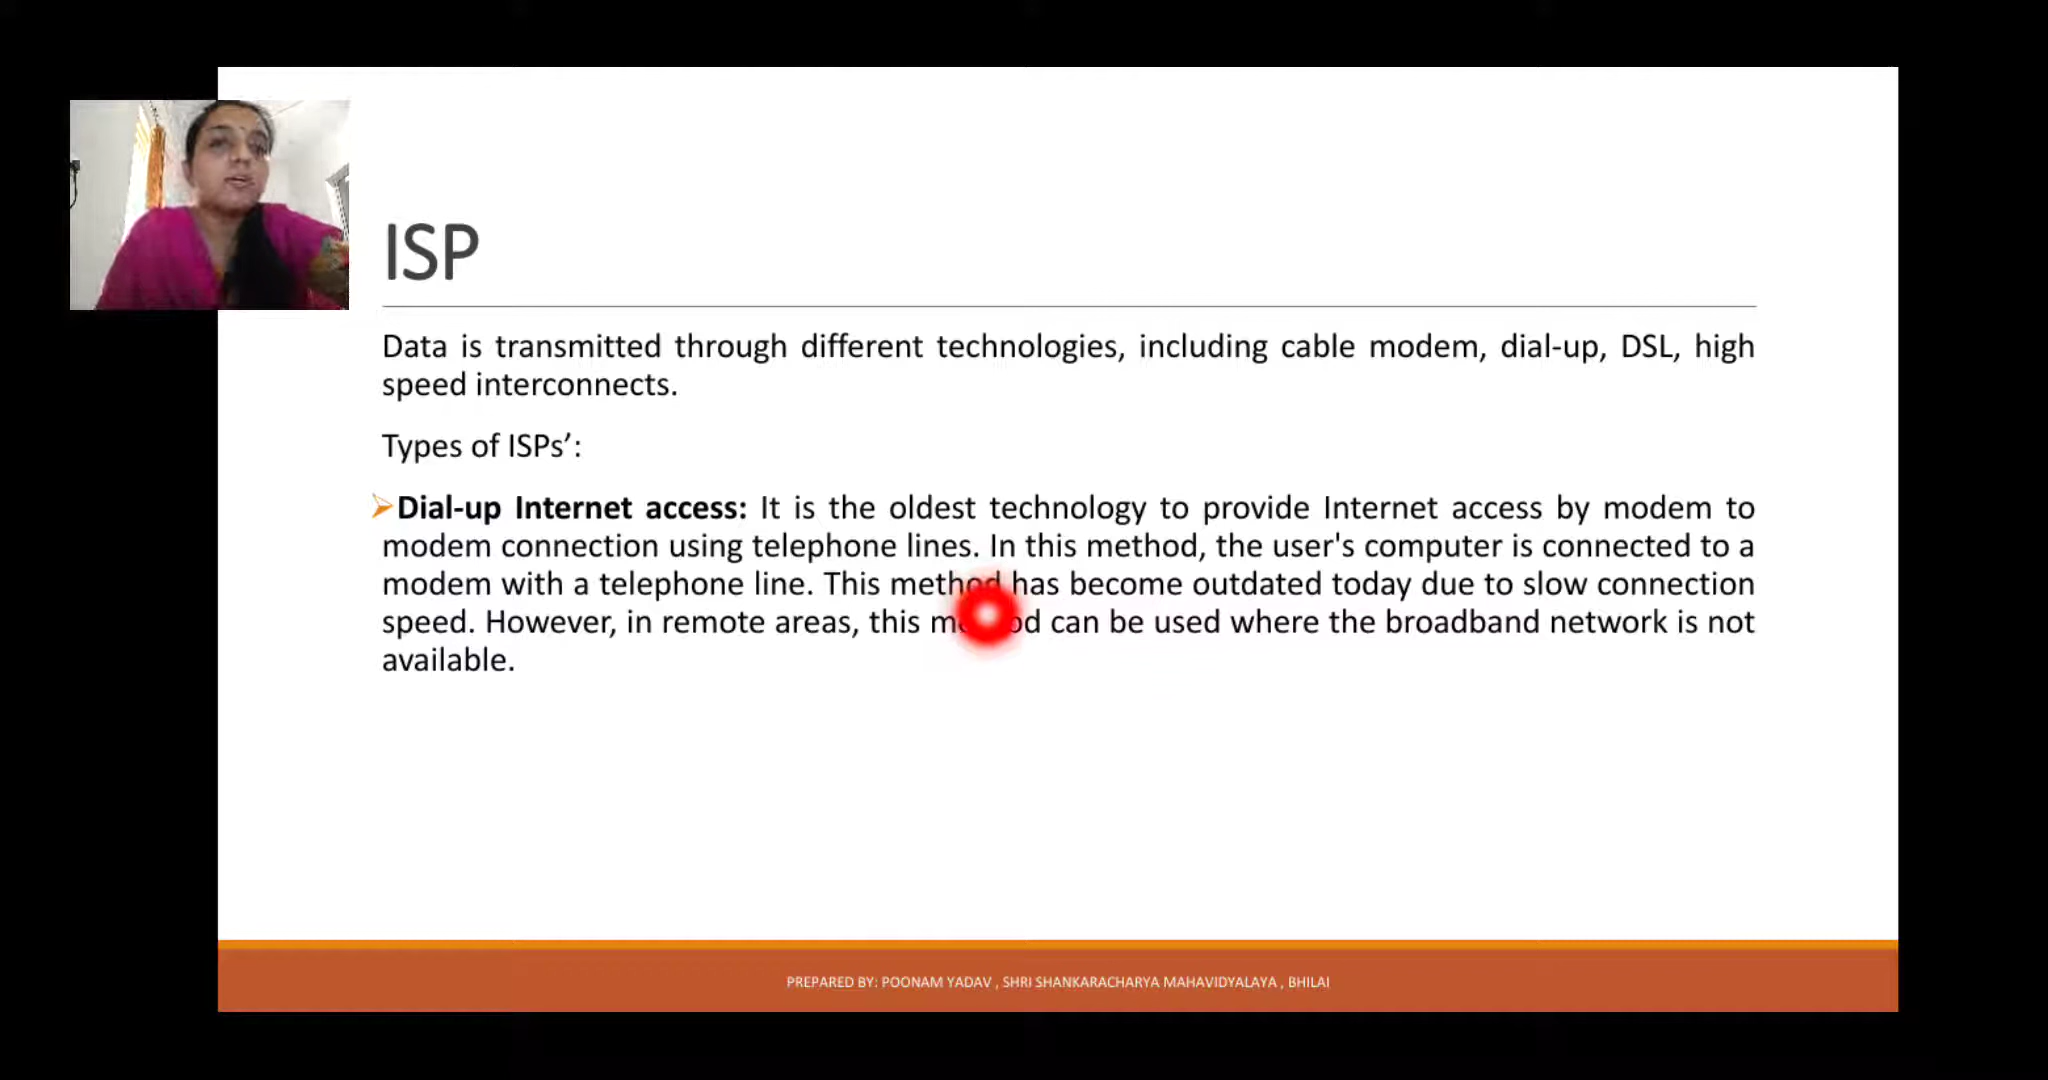 ISP
Data is transmitted through different technologies, including cable modem, dial-up, DSL, high
speed interconnects.
Types of ISPs’:
Dial-up Internet access: It is the oldest technology to provide Internet access by modem to
modem connection using telephone lines. In this method, the user's computer is connected to a
modem with a telephone line. This method has become outdated today due to slow connection
speed. However, in remote areas, this method can be used where the broadband network is not
available.
PREPARED BY: POONAM YADAV , SHRI SHANKARACHARYA MAHAVIDYALAYA , BHILAI